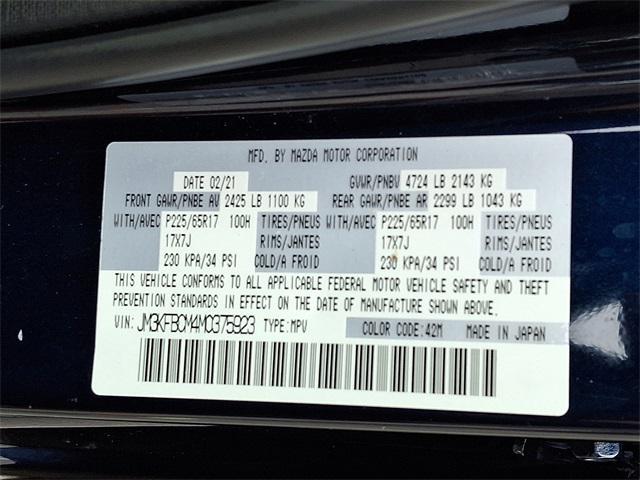 MFD. BY MAZDA MOTOR CORPORATION
DATE 02/21 GVWR/PNBV 4724 LB 2143 KG
FRONT GAWR/PNBE AV 2425 LB 1100 KG REAR GAWR/PNBE AR 2299 LB 1043 KG
WITH/AVEC P225/65R17 100H TIRES/PNEUS WITH/AVEC P225/65R17 100H TIRES/PNEUS
17X7J RIMS/JANTES 17X7J RIMS/JANTES
230 KPA/34 PSI COLD/A FROID 230 KPA/34 PSI COLD/A FROID
THIS VEHICLE CONFORMS TO ALL APPLICABLE FEDERAL MOTOR VEHICLE SAFETY AND THEFT
PREVENTION STANDARDS IN EFFECT ON THE DATE OF MANUFACTURE SHOWN ABOVE.
VIN: JM3KFBCM4M0375923 TYPE:MPV COLOR CODE:42M MADE IN JAPAN